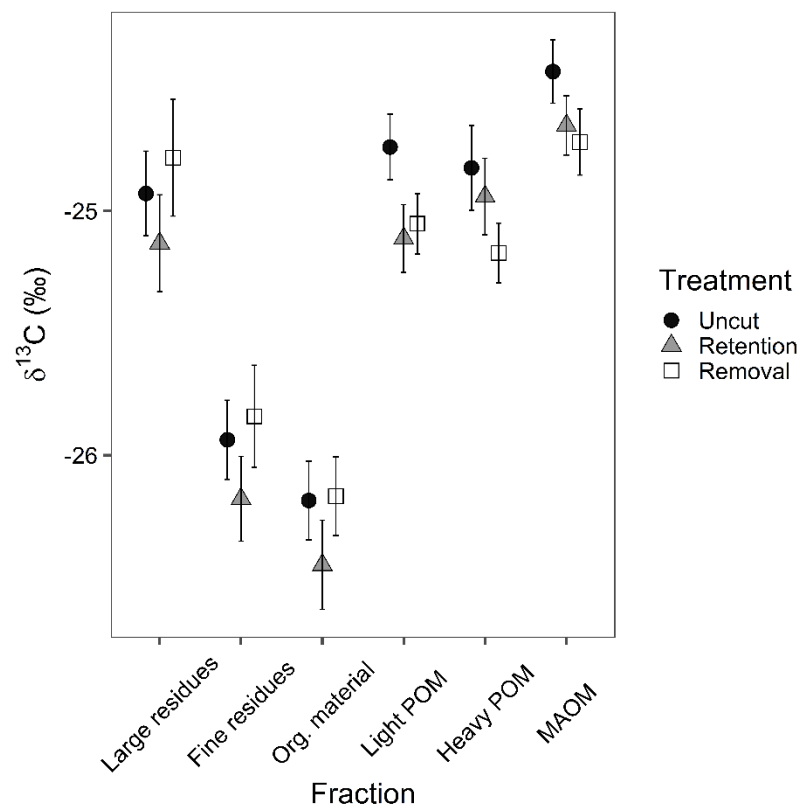 -25
-26
δ¹³C (‰)
Large residues
Fine residues
Org. material
Light POM
Heavy POM
MAOM
Fraction
Treatment
Uncut
Retention
Removal